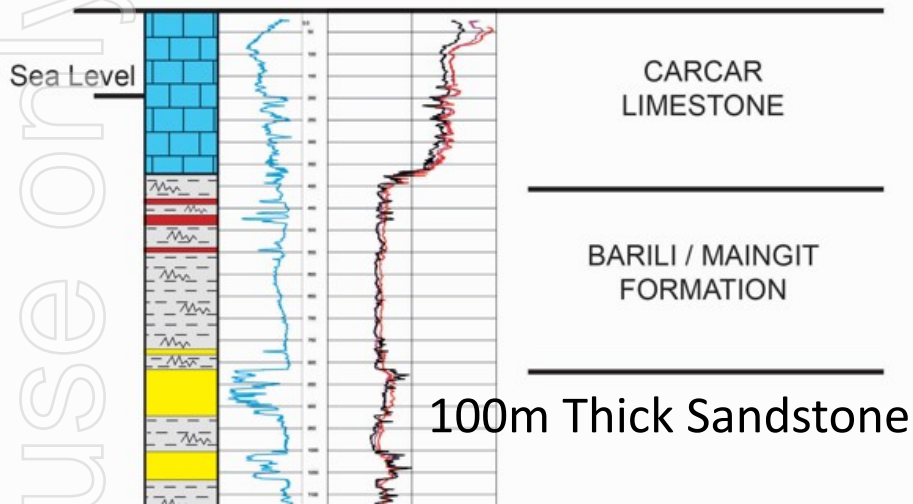 use only
Sea Level
CARCAR
LIMESTONE
BARILI / MAINGIT
FORMATION
100m Thick Sandstone